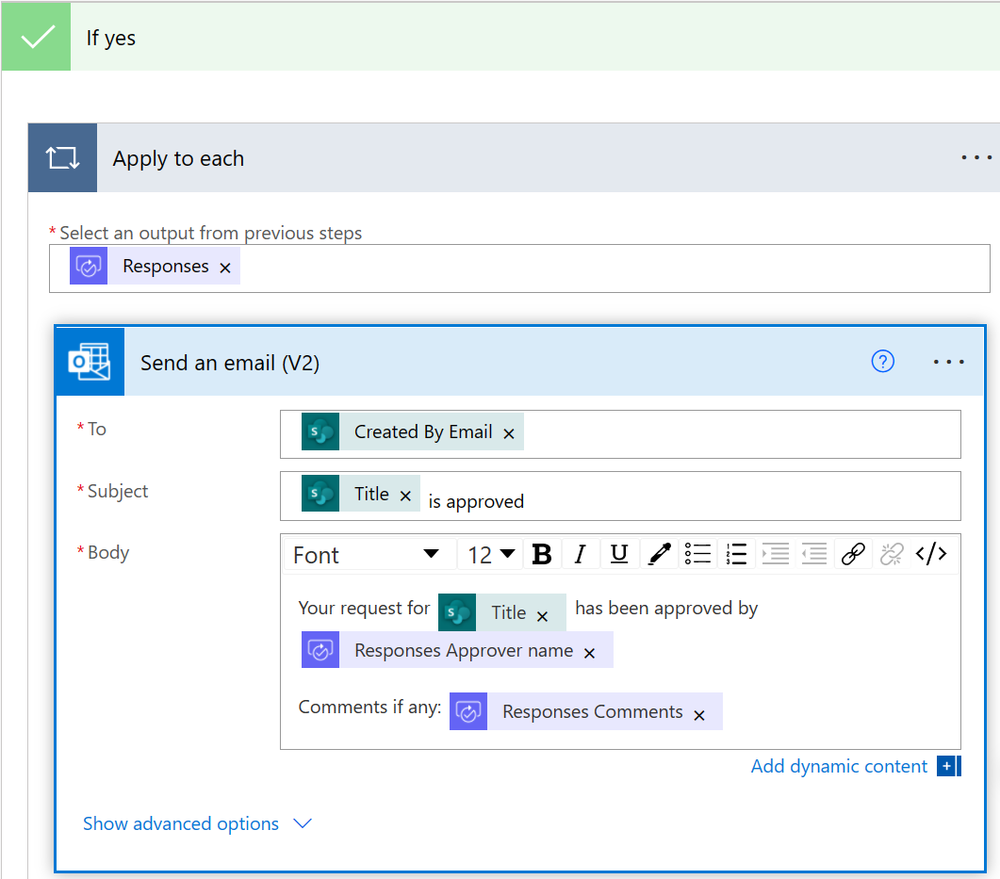 If yes
Apply to each
* Select an output from previous steps
Responses ×
Send an email (V2)
* To
Created By Email ×
* Subject
Title × is approved
* Body
Font 12 B I U
Your request for Title × has been approved by
Responses Approver name ×
Comments if any: Responses Comments ×
Add dynamic content +
Show advanced options